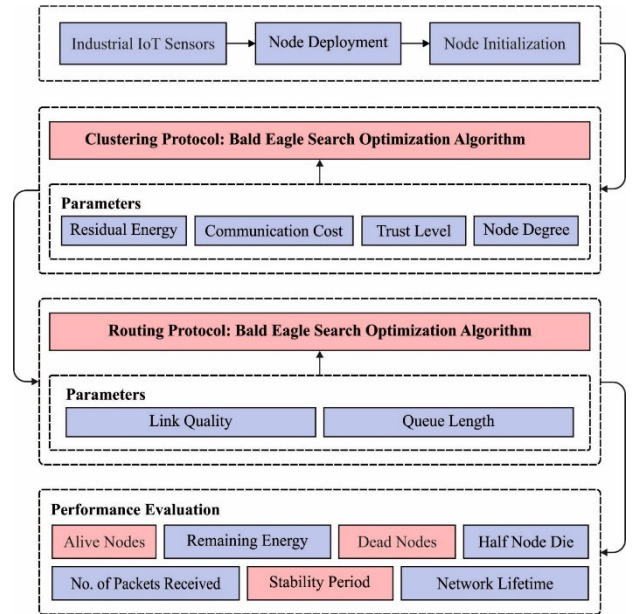 Industrial IoT Sensors
Node Deployment
Node Initialization
Clustering Protocol: Bald Eagle Search Optimization Algorithm
Parameters
Residual Energy
Communication Cost
Trust Level
Node Degree
Routing Protocol: Bald Eagle Search Optimization Algorithm
Parameters
Link Quality
Queue Length
Performance Evaluation
Alive Nodes
Remaining Energy
Dead Nodes
Half Node Die
No. of Packets Received
Stability Period
Network Lifetime